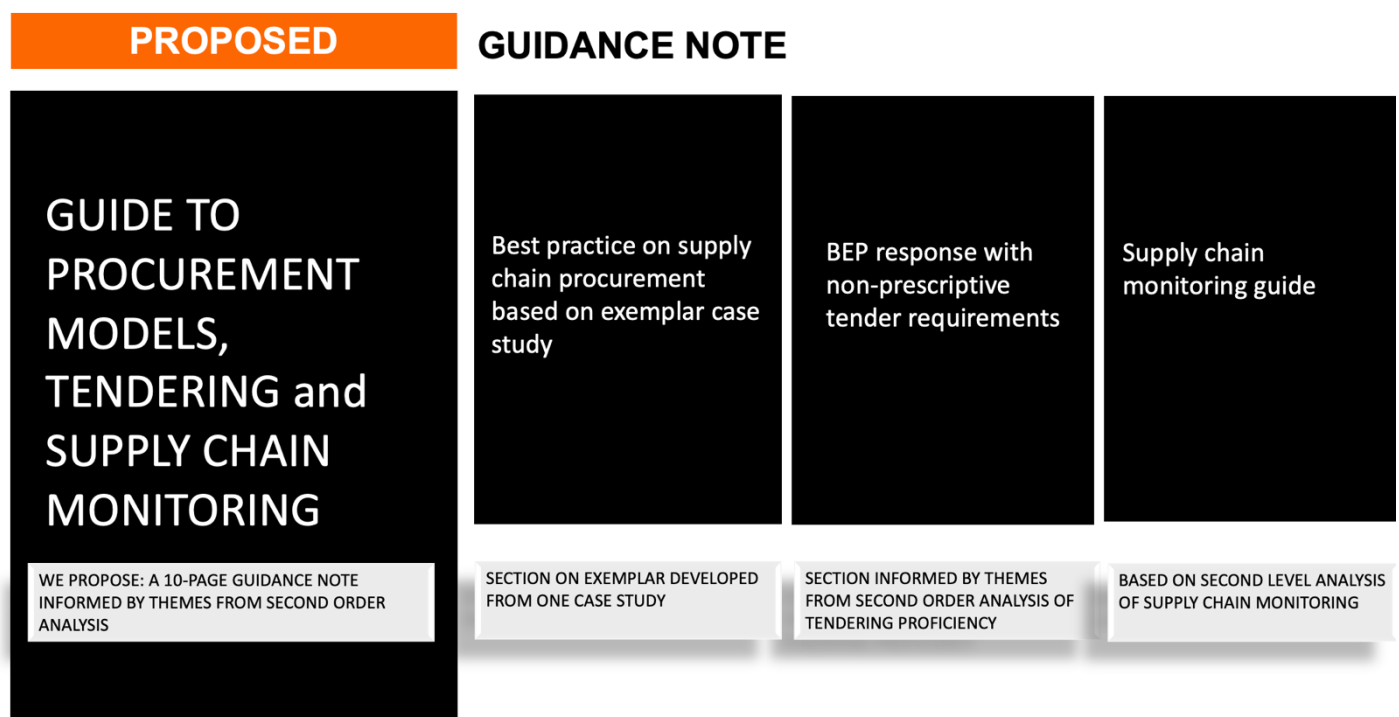 PROPOSED
GUIDANCE NOTE
GUIDE TO
PROCUREMENT
MODELS,
TENDERING and
SUPPLY CHAIN
MONITORING
WE PROPOSE: A 10-PAGE GUIDANCE NOTE
INFORMED BY THEMES FROM SECOND ORDER
ANALYSIS
Best practice on supply
chain procurement
based on exemplar case
study
SECTION ON EXEMPLAR DEVELOPED
FROM ONE CASE STUDY
BEP response with
non-prescriptive
tender requirements
SECTION INFORMED BY THEMES
FROM SECOND ORDER ANALYSIS OF
TENDERING PROFICIENCY
Supply chain
monitoring guide
BASED ON SECOND LEVEL ANALYSIS
OF SUPPLY CHAIN MONITORING